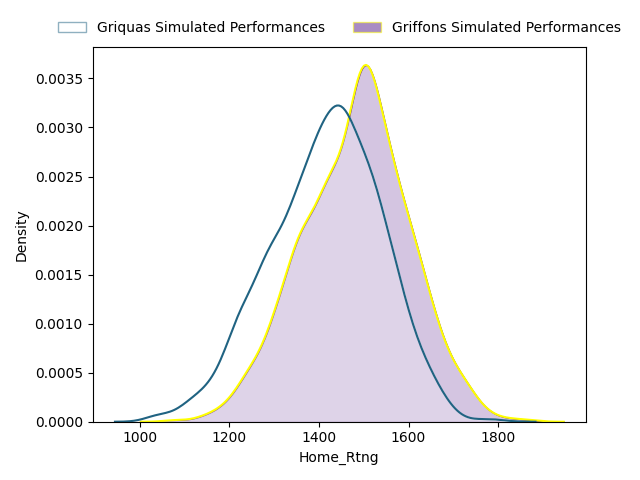 Griquas Simulated Performances Griffons Simulated Performances
0.0035
0.0030
0.0025
0.0020
0.0015
0.0010
0.0005
0.0000
Density
1000 1200 1400 1600 1800
Home_Rtng